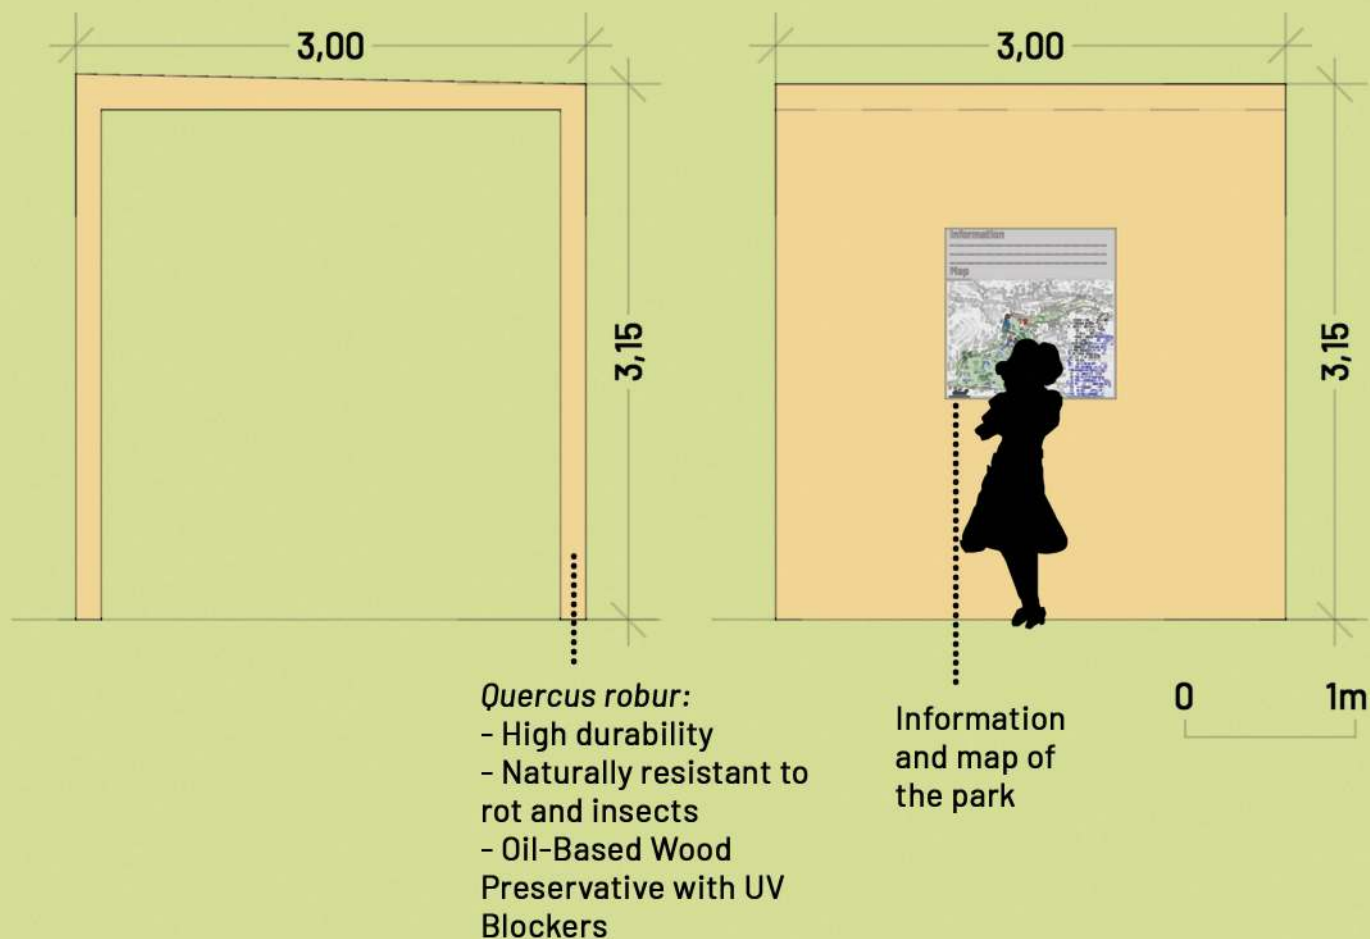 3,00
3,00
3,15
3,15
Information
Map
Quercus robur:
- High durability
- Naturally resistant to
rot and insects
- Oil-Based Wood
Preservative with UV
Blockers
Information
and map of
the park
0
1m